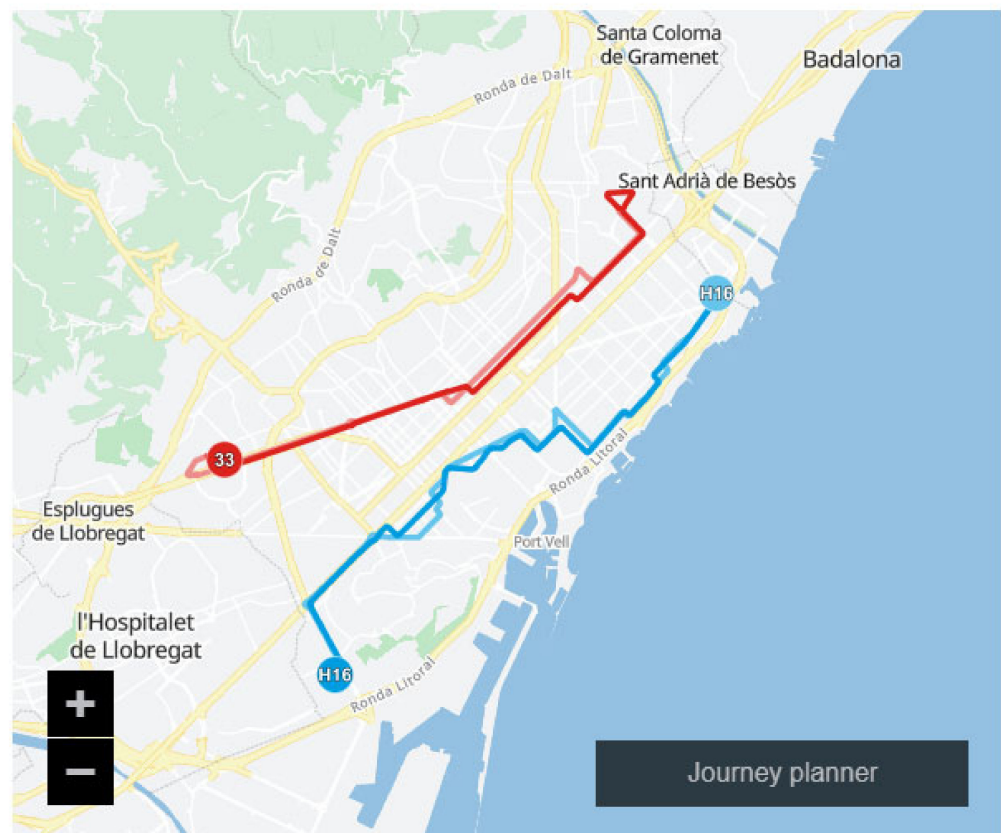 Santa Coloma
de Gramenet
Badalona
Ronda de Dalt
Sant Adrià de Besòs
Ronda de Dalt
H16
33
Esplugues
de Llobregat
Ronda Litoral
Port Vell
l'Hospitalet
de Llobregat
H16
Ronda Litoral
+
−
Journey planner